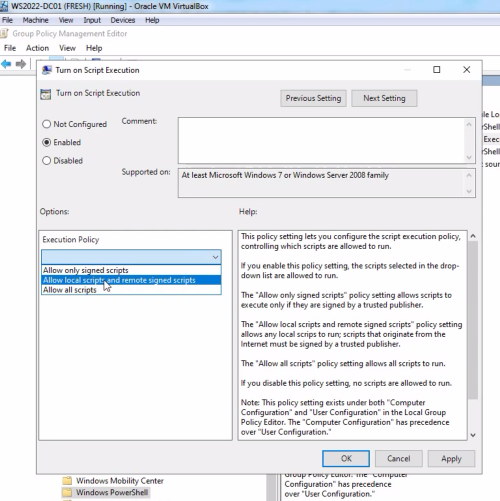 WS2022-DC01 (FRESH) [Running] - Oracle VM VirtualBox
File Machine View Input Devices Help
Group Policy Management Editor
File Action View Help
Turn on Script Execution
Turn on Script Execution
Previous Setting Next Setting
Not Configured Comment:
Enabled
Disabled
Supported on: At least Microsoft Windows 7 or Windows Server 2008 family
Options: Help:
Execution Policy
Allow only signed scripts
Allow local scripts and remote signed scripts
Allow all scripts
This policy setting lets you configure the script execution policy,
controlling which scripts are allowed to run.
If you enable this policy setting, the scripts selected in the drop-
down list are allowed to run.
The "Allow only signed scripts" policy setting allows scripts to
execute only if they are signed by a trusted publisher.
The "Allow local scripts and remote signed scripts" policy setting
allows any local scrips to run; scripts that originate from the
Internet must be signed by a trusted publisher.
The "Allow all scripts" policy setting allows all scripts to run.
If you disable this policy setting, no scripts are allowed to run.
Note: This policy setting exists under both "Computer
Configuration" and "User Configuration" in the Local Group
Policy Editor. The "Computer Configuration" has precedence
over "User Configuration."
OK Cancel Apply
ile Lo
rShell
Exec
rShell
sour
Windows Mobility Center
Windows PowerShell
Group Policy Editor. The "Computer
Configuration" has precedence
over "User Configuration."